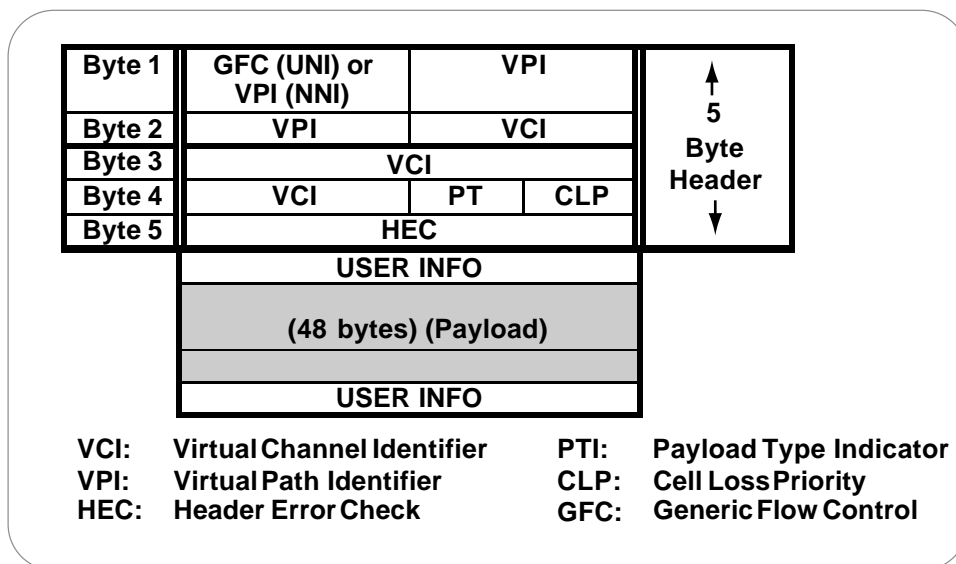 Byte 1 GFC (UNI) or VPI (NNI) VPI
Byte 2 VPI VCI
Byte 3 VCI
Byte 4 VCI PT CLP
Byte 5 HEC
5 Byte Header
USER INFO
(48 bytes) (Payload)
USER INFO
VCI: Virtual Channel Identifier
VPI: Virtual Path Identifier
HEC: Header Error Check
PTI: Payload Type Indicator
CLP: Cell Loss Priority
GFC: Generic Flow Control